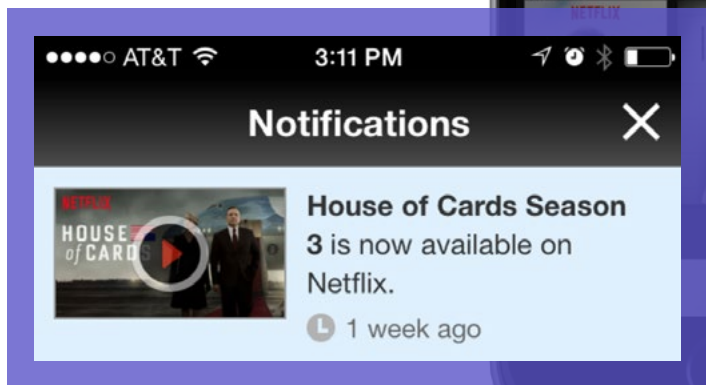 NETFLIX
AT&T 3:11 PM
Notifications
NETFLIX
HOUSE
of CARDS
House of Cards Season
3 is now available on
Netflix.
1 week ago